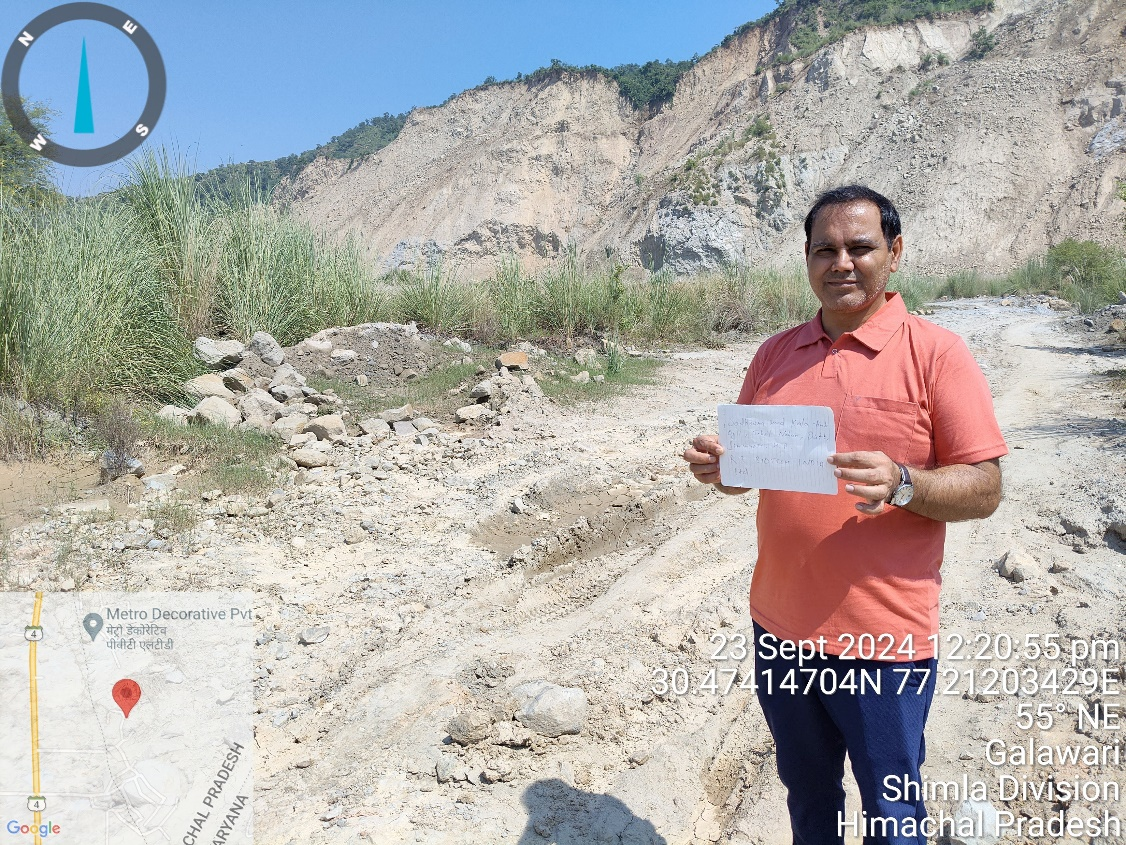 N
E
W
S
Metro Decorative Pvt
मेट्रो डेकोरेटिव
पीवीटी एलटीडी
4
4
CHAL PRADESH
ARYANA
Google
23 Sept 2024 12:20:55 pm
30.47414704N 77.21203429E
55° NE
Galawari
Shimla Division
Himachal Pradesh